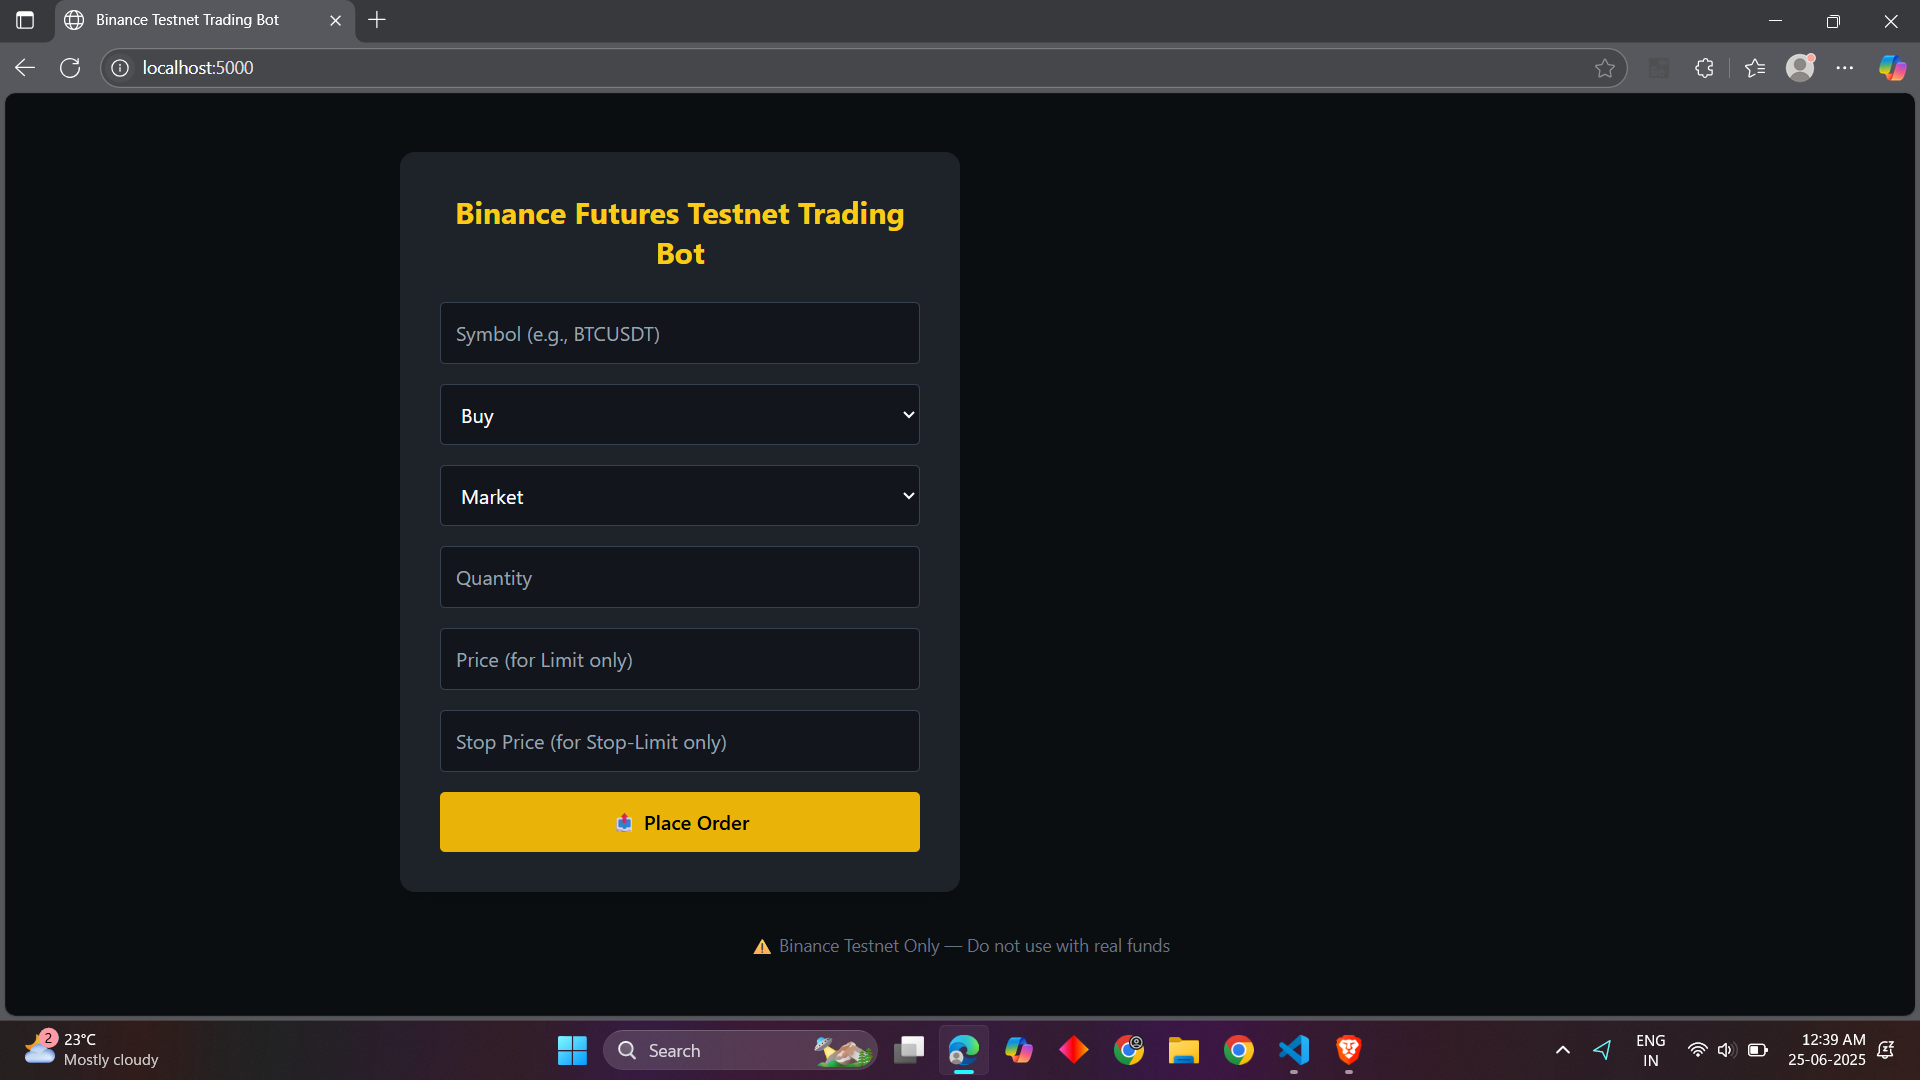 Binance Testnet Trading Bot
localhost:5000
Binance Futures Testnet Trading
Bot
Symbol (e.g., BTCUSDT)
Buy
Market
Quantity
Price (for Limit only)
Stop Price (for Stop-Limit only)
Place Order
Binance Testnet Only — Do not use with real funds
2
23°C
Mostly cloudy
Search
ENG
IN
12:39 AM
25-06-2025